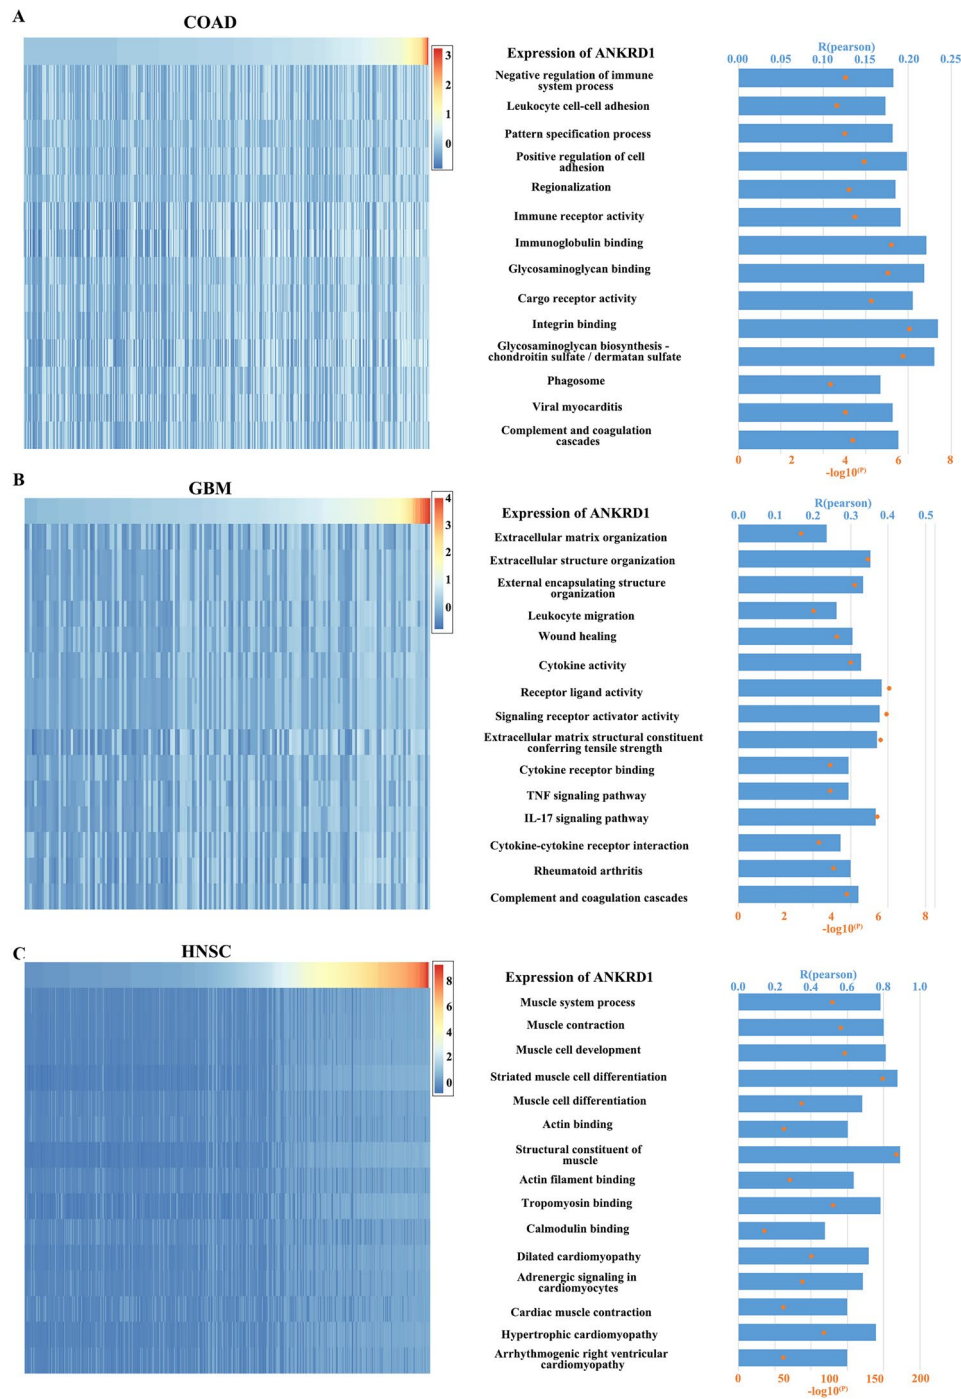 A
COAD
3
2
1
0
Expression of ANKRD1
R(pearson)
0.00 0.05 0.10 0.15 0.20 0.25
Negative regulation of immune
system process
Leukocyte cell-cell adhesion
Pattern specification process
Positive regulation of cell
adhesion
Regionalization
Immune receptor activity
Immunoglobulin binding
Glycosaminoglycan binding
Cargo receptor activity
Integrin binding
Glycosaminoglycan biosynthesis -
chondroitin sulfate / dermatan sulfate
Phagosome
Viral myocarditis
Complement and coagulation
cascades
0 2 4 6 8
-log10(P)
B
GBM
4
3
2
1
0
Expression of ANKRD1
R(pearson)
0.0 0.1 0.2 0.3 0.4 0.5
Extracellular matrix organization
Extracellular structure organization
External encapsulating structure
organization
Leukocyte migration
Wound healing
Cytokine activity
Receptor ligand activity
Signaling receptor activator activity
Extracellular matrix structural constituent
conferring tensile strength
Cytokine receptor binding
TNF signaling pathway
IL-17 signaling pathway
Cytokine-cytokine receptor interaction
Rheumatoid arthritis
Complement and coagulation cascades
0 2 4 6 8
-log10(P)
C
HNSC
8
6
4
2
0
Expression of ANKRD1
R(pearson)
0.0 0.2 0.4 0.6 0.8 1.0
Muscle system process
Muscle contraction
Muscle cell development
Striated muscle cell differentiation
Muscle cell differentiation
Actin binding
Structural constituent of
muscle
Actin filament binding
Tropomyosin binding
Calmodulin binding
Dilated cardiomyopathy
Adrenergic signaling in
cardiomyocytes
Cardiac muscle contraction
Hypertrophic cardiomyopathy
Arrhythmogenic right ventricular
cardiomyopathy
0 50 100 150 200
-log10(P)